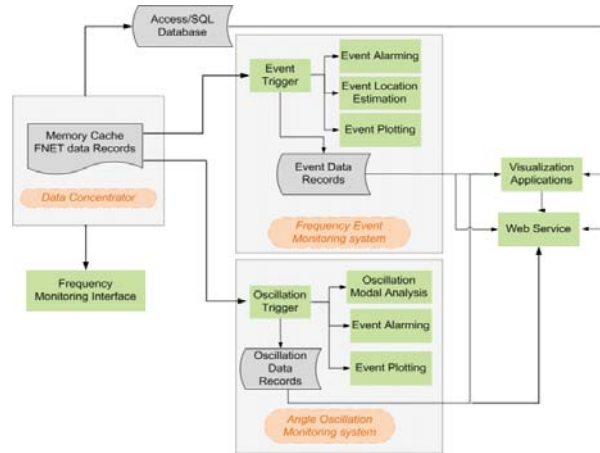 Access/SQL
Database
Event
Trigger
Event Alarming
Event Location
Estimation
Event Plotting
Memory Cache
FNET data Records
Data Concentrator
Event Data
Records
Frequency Event
Monitoring system
Visualization
Applications
Web Service
Frequency
Monitoring Interface
Oscillation
Trigger
Oscillation
Modal Analysis
Event Alarming
Event Plotting
Oscillation
Data
Records
Angle Oscillation
Monitoring system